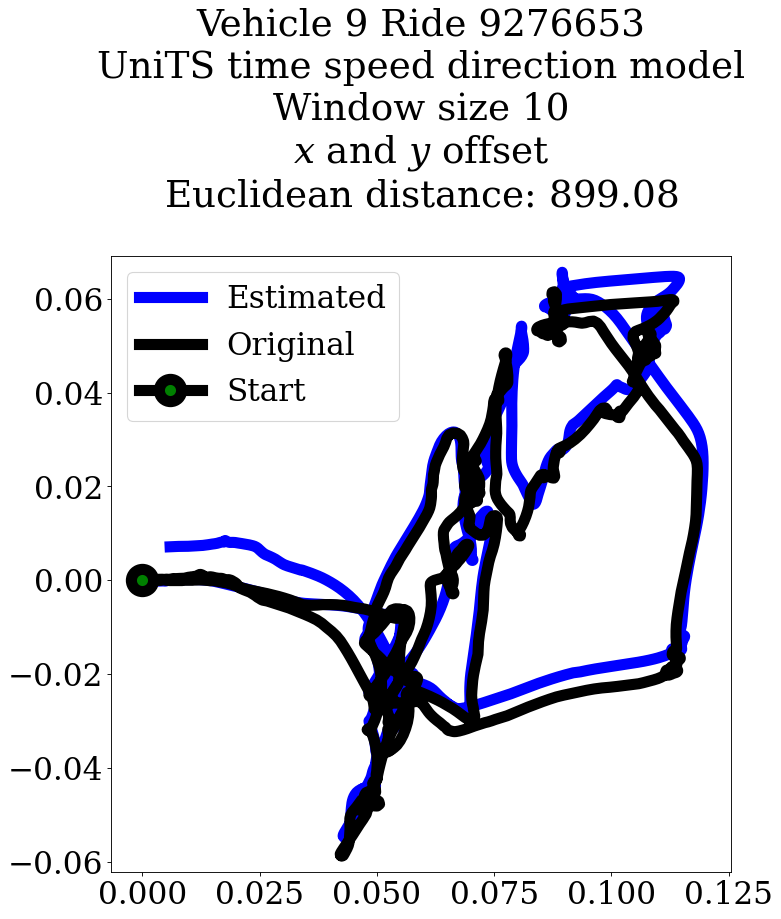 Vehicle 9 Ride 9276653
UniTS time speed direction model
Window size 10
x and y offset
Euclidean distance: 899.08
Estimated
Original
Start
0.06
0.04
0.02
0.00
−0.02
−0.04
−0.06
0.000 0.025 0.050 0.075 0.100 0.125